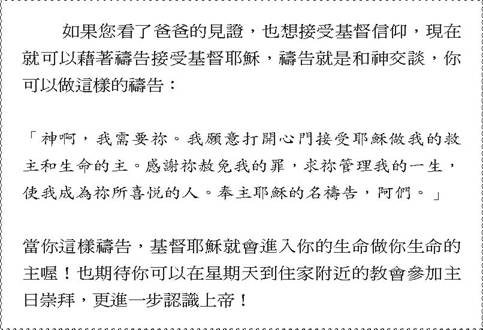 如果您看了爸爸的見證，也想接受基督信仰，現在
就可以藉著禱告接受基督耶穌，禱告就是和神交談，你
可以做這樣的禱告：
「神啊，我需要祢。我願意打開心門接受耶穌做我的救
主和生命的主。感謝祢赦免我的罪，求祢管理我的一生，
使我成為祢所喜悅的人。奉主耶穌的名禱告，阿們。」
當你這樣禱告，基督耶穌就會進入你的生命做你生命的
主喔！也期待你可以在星期天到住家附近的教會參加主
日崇拜，更進一步認識上帝！